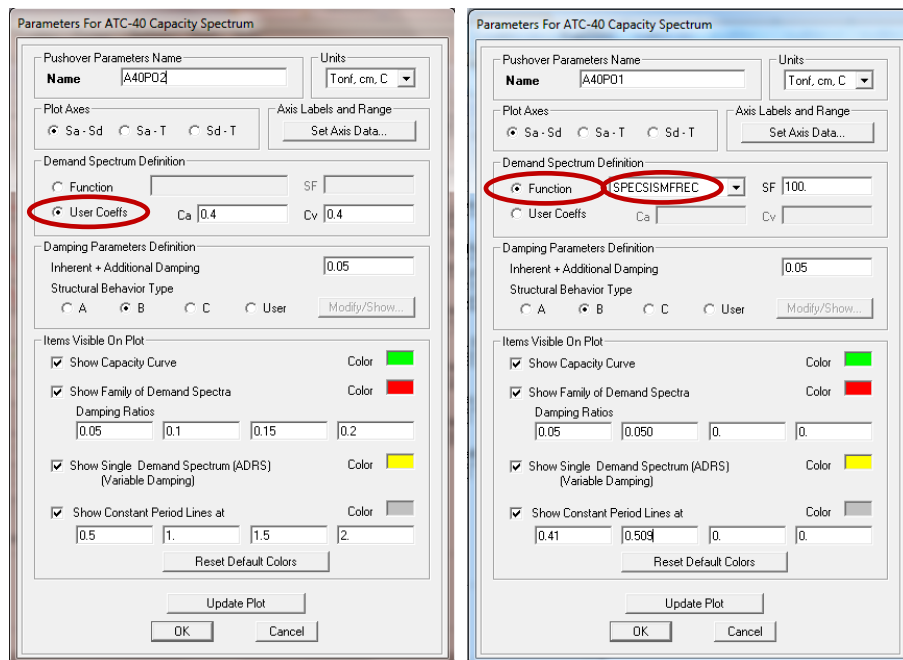 Parameters For ATC-40 Capacity Spectrum
Pushover Parameters Name
Units
Name A40PO2 Tonf, cm, C
Plot Axes
Axis Labels and Range
Sa - Sd Sa - T Sd - T Set Axis Data...
Demand Spectrum Definition
Function SF
User Coeffs Ca 0.4 Cv 0.4
Damping Parameters Definition
Inherent + Additional Damping 0.05
Structural Behavior Type
A B C User Modify/Show...
Items Visible On Plot
Show Capacity Curve Color
Show Family of Demand Spectra Color
Damping Ratios
0.05 0.1 0.15 0.2
Show Single Demand Spectrum (ADRS) Color
(Variable Damping)
Show Constant Period Lines at Color
0.5 1. 1.5 2.
Reset Default Colors
Update Plot
OK Cancel
Parameters For ATC-40 Capacity Spectrum
Pushover Parameters Name
Units
Name A40PO1 Tonf, cm, C
Plot Axes
Axis Labels and Range
Sa - Sd Sa - T Sd - T Set Axis Data...
Demand Spectrum Definition
Function SPECSISMFREC SF 100.
User Coeffs Ca Cv
Damping Parameters Definition
Inherent + Additional Damping 0.05
Structural Behavior Type
A B C User Modify/Show...
Items Visible On Plot
Show Capacity Curve Color
Show Family of Demand Spectra Color
Damping Ratios
0.05 0.050 0. 0.
Show Single Demand Spectrum (ADRS) Color
(Variable Damping)
Show Constant Period Lines at Color
0.41 0.509 0. 0.
Reset Default Colors
Update Plot
OK Cancel